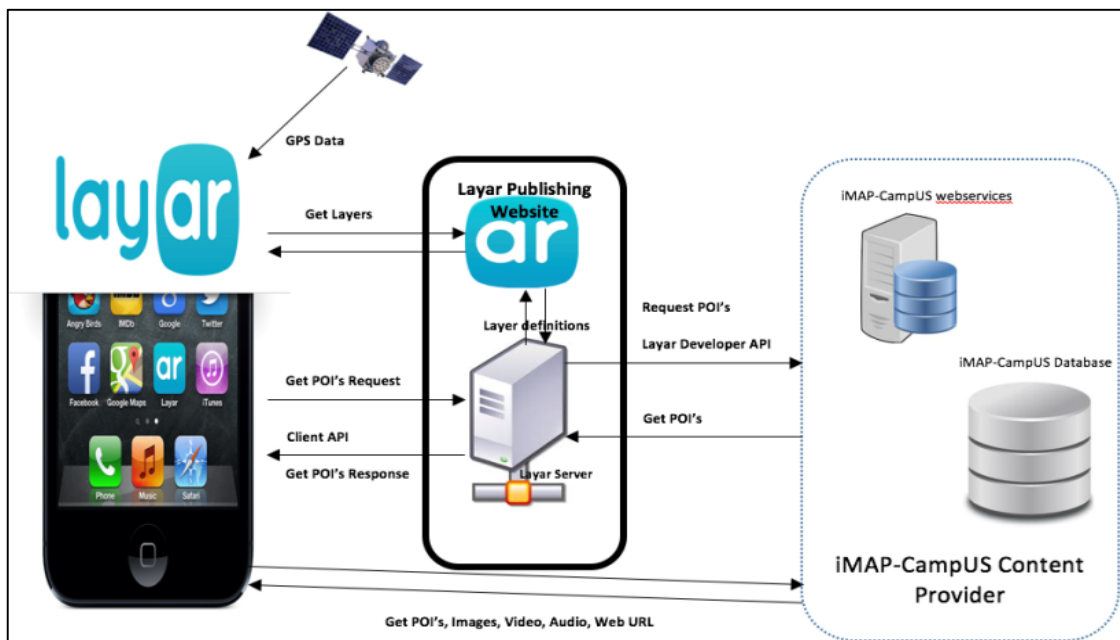 GPS Data
layar
Get Layers
Layar Publishing
Website
ar
Layer definitions
Request POI's
Layar Developer API
Get POI's
Layar Server
Get POI's Request
Client API
Get POI's Response
Angry Birds IMDb Google Twitter
Facebook Google Maps Layar iTunes
ar
Phone Music Safari
iMAP-CampUS webservices
iMAP-CampUS Database
iMAP-CampUS Content
Provider
Get POI's, Images, Video, Audio, Web URL